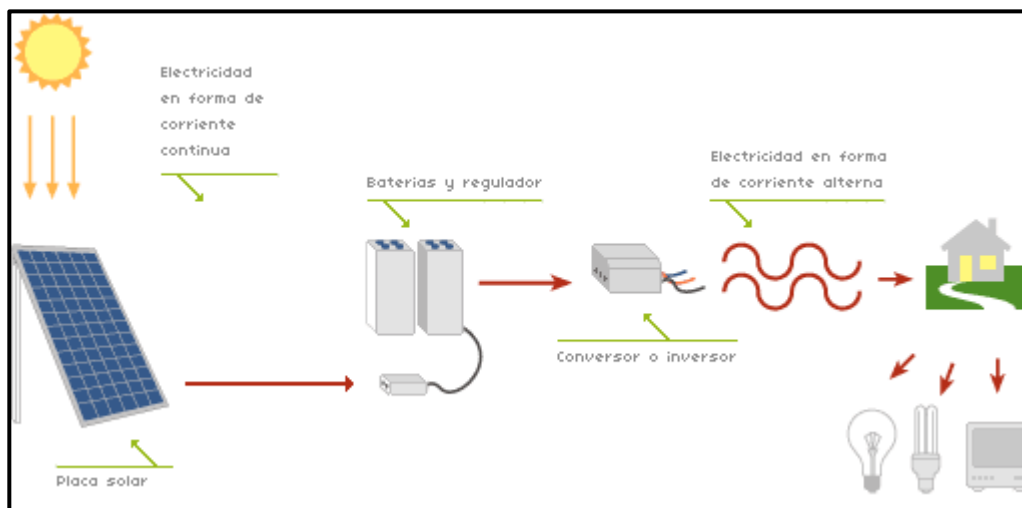 Electricidad
en forma de
corriente
continua
Baterias y regulador
Electricidad en forma
de corriente alterna
Conversor o inversor
Placa solar